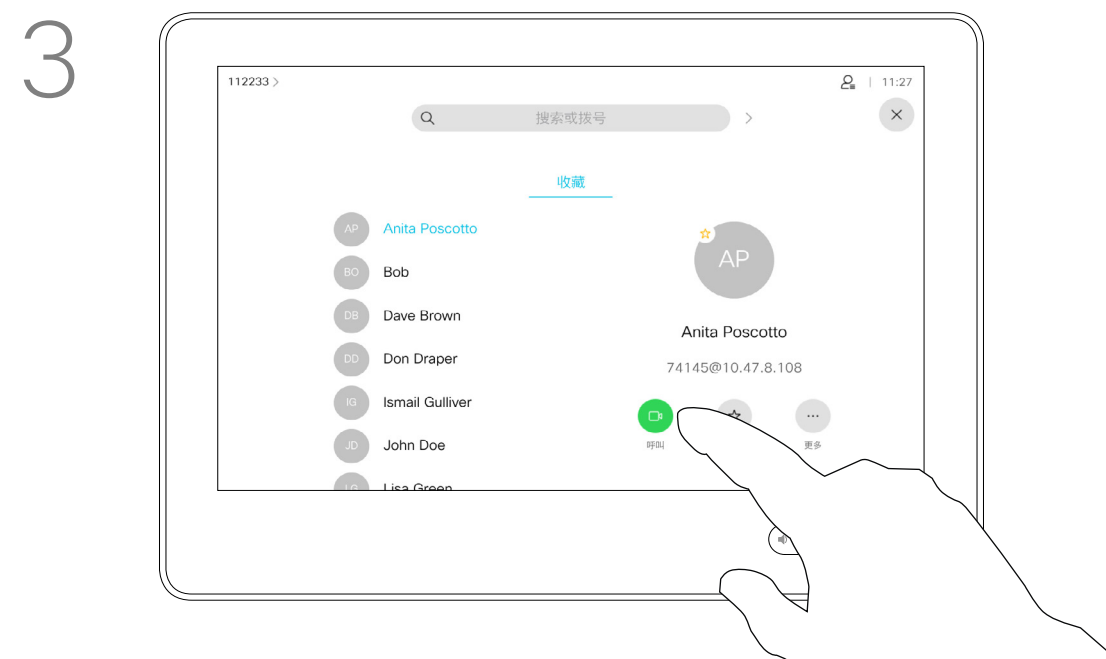 3
112233 >
11:27
搜索或拨号
收藏
AP Anita Poscotto
BO Bob
DB Dave Brown
DD Don Draper
IG Ismail Gulliver
JD John Doe
LG Lisa Green
AP
Anita Poscotto
74145@10.47.8.108
呼叫
更多